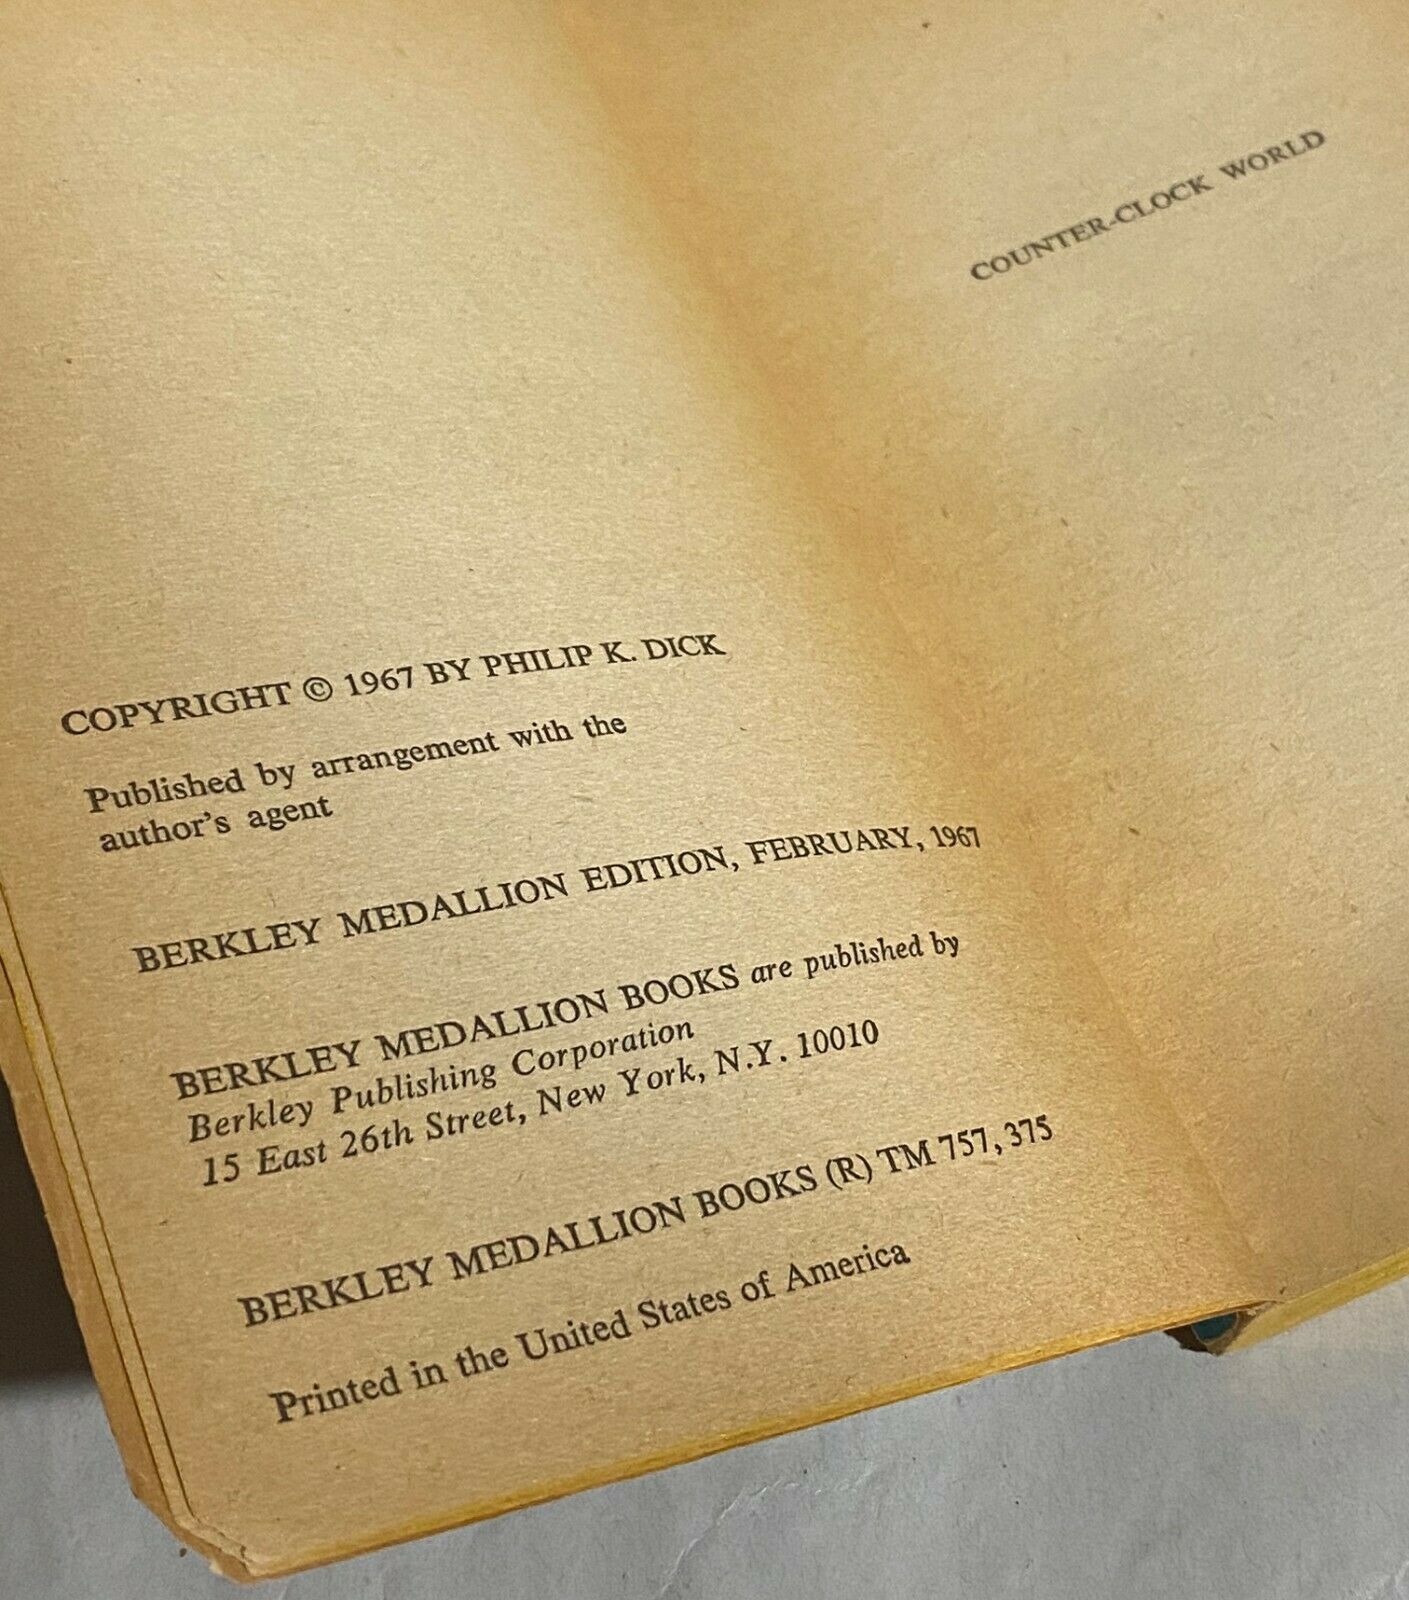 COPYRIGHT © 1967 BY PHILIP K. DICK
Published by arrangement with the
author's agent
BERKLEY MEDALLION EDITION, FEBRUARY, 1967
BERKLEY MEDALLION BOOKS are published by
Berkley Publishing Corporation
15 East 26th Street, New York, N.Y. 10010
BERKLEY MEDALLION BOOKS (R) TM 757,375
Printed in the United States of America
COUNTER-CLOCK WORLD